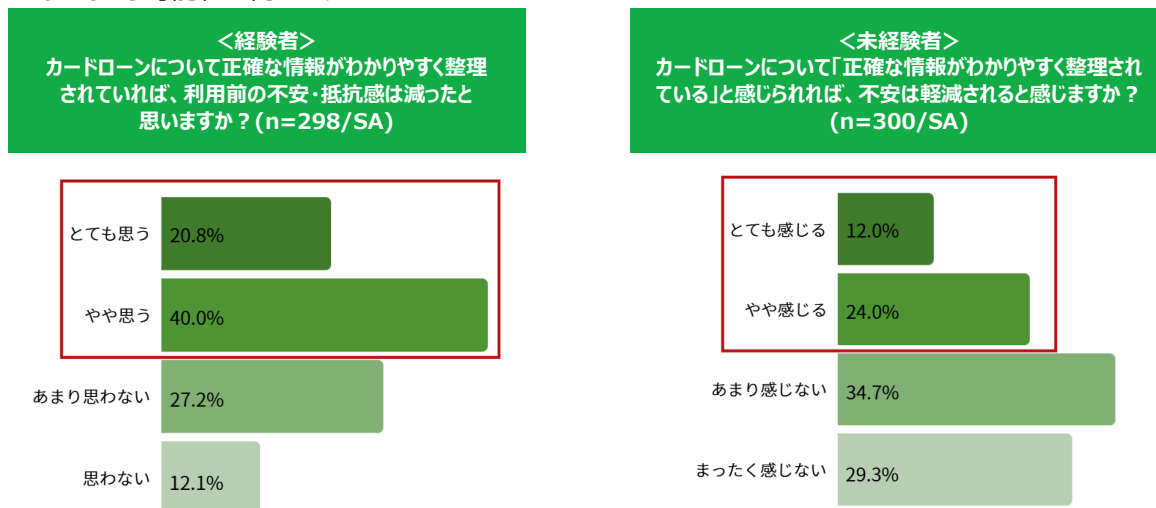 ＜経験者＞
カードローンについて正確な情報がわかりやすく整理
されていれば、利用前の不安・抵抗感は減ったと
思いますか？(n=298/SA)
とても思う 20.8%
やや思う 40.0%
あまり思わない 27.2%
思わない 12.1%
＜未経験者＞
カードローンについて「正確な情報がわかりやすく整理され
ている」と感じられれば、不安は軽減されると感じますか？
(n=300/SA)
とても感じる 12.0%
やや感じる 24.0%
あまり感じない 34.7%
まったく感じない 29.3%